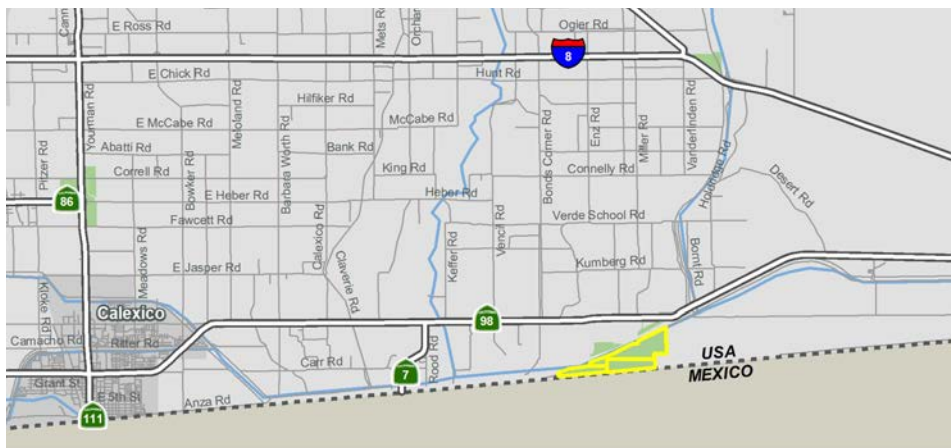 E Ross Rd
Mets Rd
Ogier Rd
8
E Chick Rd
Hunt Rd
Yourman Rd
Meloland Rd
Hilfiker Rd
E McCabe Rd
McCabe Rd
Enz Rd
Miller Rd
Vanderlinden Rd
Abatti Rd
Bank Rd
Pitzer Rd
Correll Rd
Bowker Rd
Barbara Worth Rd
King Rd
Bonds Corner Rd
Connelly Rd
Holtville Rd
Desert Rd
86
E Heber Rd
Heber Rd
Fawcett Rd
Verde School Rd
Meadows Rd
Calexico Rd
Claverie Rd
Keffer Rd
Vencil Rd
E Jasper Rd
Kumberg Rd
Bornt Rd
Kloke Rd
Calexico
98
Camacho Rd
Ritter Rd
Carr Rd
7
Rood Rd
USA
MEXICO
Grant St
E 5th St
Anza Rd
111